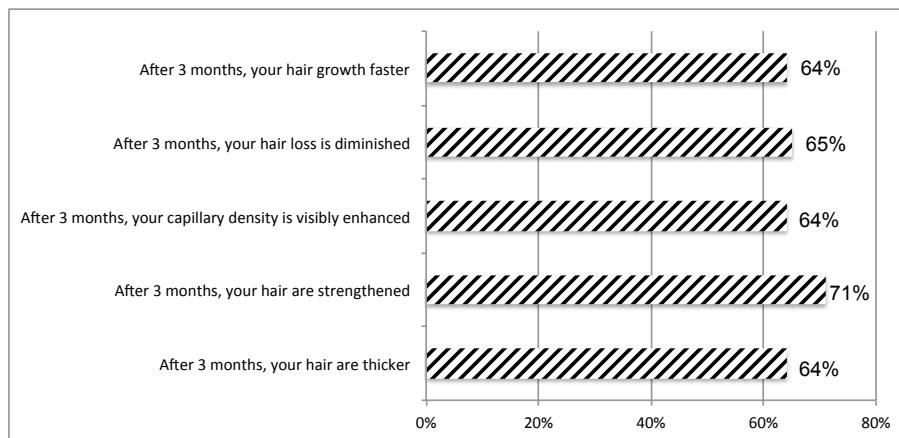 After 3 months, your hair growth faster
64%
After 3 months, your hair loss is diminished
65%
After 3 months, your capillary density is visibly enhanced
64%
After 3 months, your hair are strengthened
71%
After 3 months, your hair are thicker
64%
0% 20% 40% 60% 80%